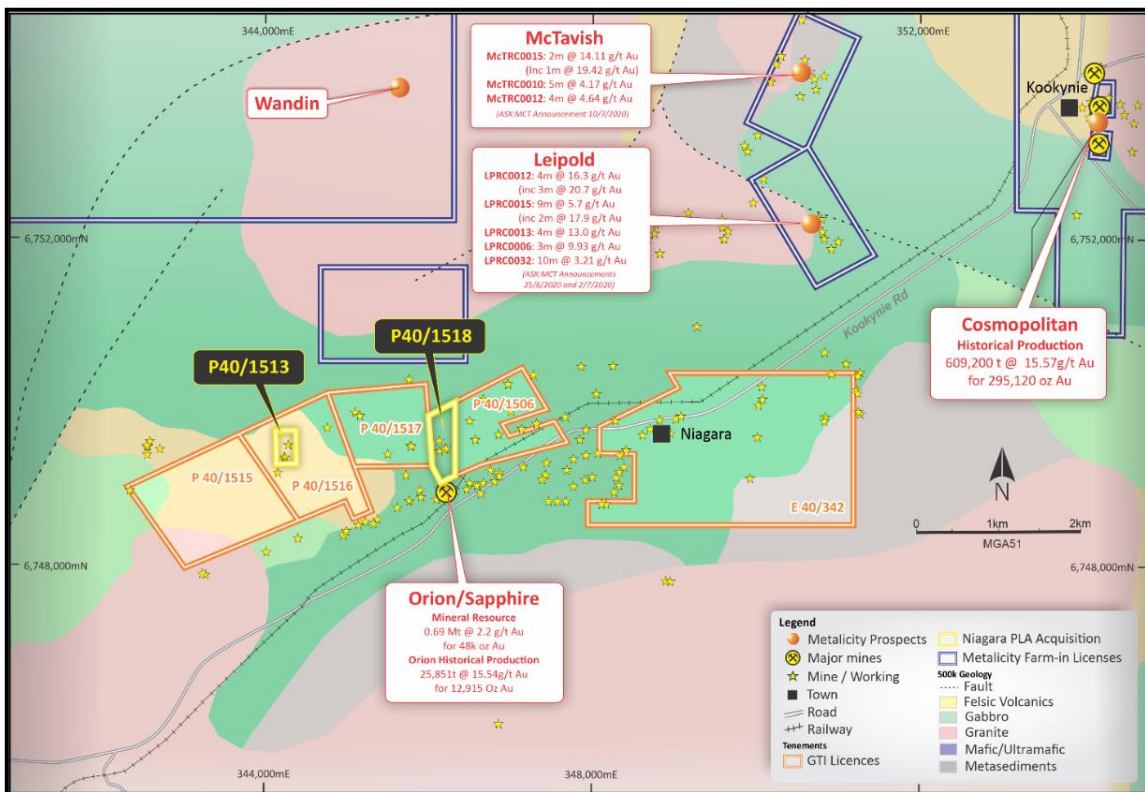 344,000mE
348,000mE
352,000mE
McTavish
McTRC0015: 2m @ 14.11 g/t Au
(Inc 1m @ 19.42 g/t Au)
McTRC0010: 5m @ 4.17 g/t Au
McTRC0012: 4m @ 4.64 g/t Au
(ASX:MCT Announcement 10/7/2020)
Wandin
Kookynie
Leipold
LPRC0012: 4m @ 16.3 g/t Au
(inc 3m @ 20.7 g/t Au
LPRC0015: 9m @ 5.7 g/t Au
(inc 2m @ 17.9 g/t Au
LPRC0013: 4m @ 13.0 g/t Au
LPRC0006: 3m @ 9.93 g/t Au
LPRC0032: 10m @ 3.21 g/t Au
(ASX:MCT Announcements
25/6/2020 and 2/7/2020)
6,752,000mN
6,752,000mN
Kookynie Rd
Cosmopolitan
Historical Production
609,200 t @ 15.57g/t Au
for 295,120 oz Au
P40/1518
P40/1513
P 40/1506
P 40/1517
Niagara
P 40/1515
P 40/1516
E 40/342
N
0 1km 2km
MGA51
6,748,000mN
6,748,000mN
Orion/Sapphire
Mineral Resource
0.69 Mt @ 2.2 g/t Au
for 48k oz Au
Orion Historical Production
25,851t @ 15.54g/t Au
for 12,915 Oz Au
Legend
Metalicity Prospects
Major mines
Mine / Working
Town
Road
Railway
Tenements
GTI Licences
Niagara PLA Acquisition
Metalicity Farm-in Licenses
500k Geology
Fault
Felsic Volcanics
Gabbro
Granite
Mafic/Ultramafic
Metasediments
344,000mE
348,000mE